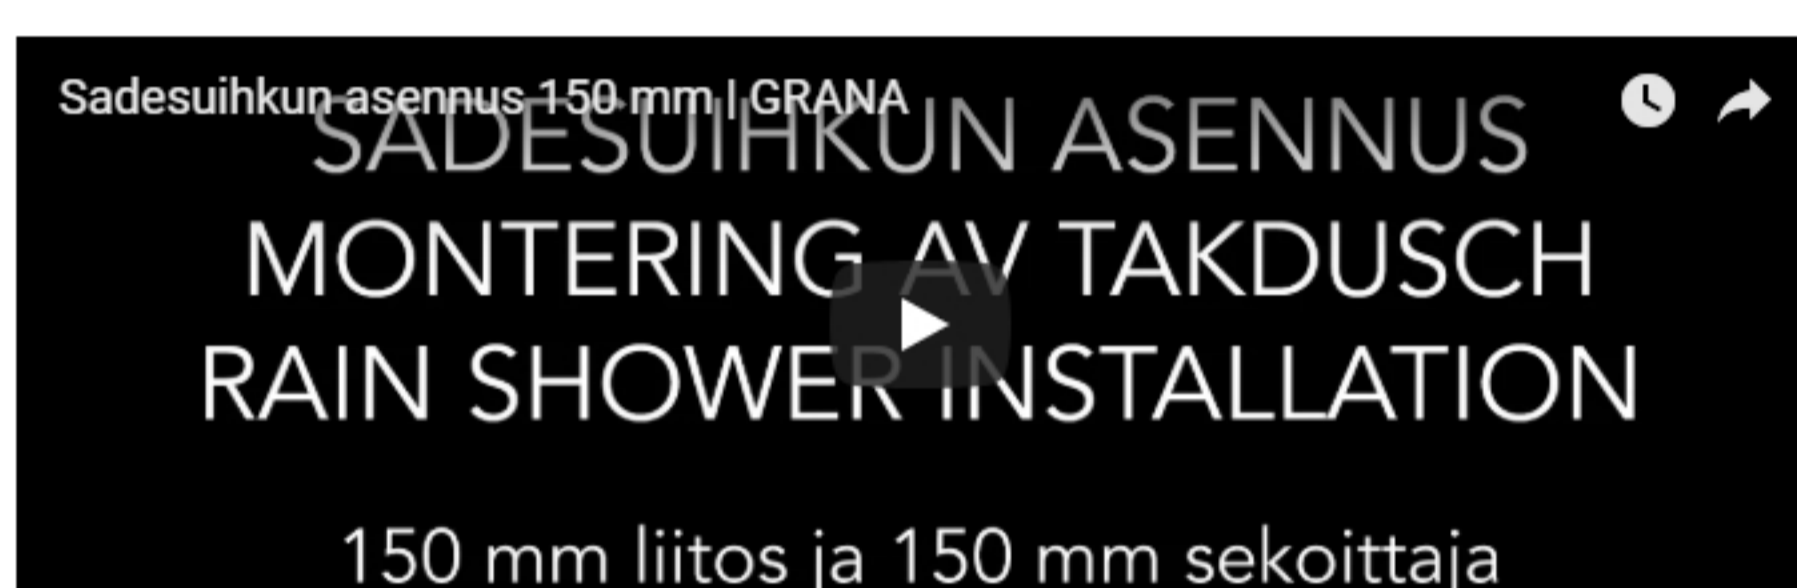 Sadesuihkun asennus 150 mm | GRANA
SADESUIHKUN ASENNUS
MONTERING AV TAKDUSCH
RAIN SHOWER INSTALLATION
150 mm liitos ja 150 mm sekoittaja